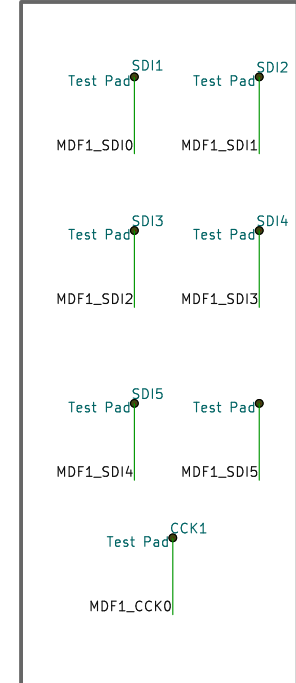 SDI1 SDI2
Test Pad Test Pad
MDF1_SDI0 MDF1_SDI1
SDI3 SDI4
Test Pad Test Pad
MDF1_SDI2 MDF1_SDI3
SDI5
Test Pad Test Pad
MDF1_SDI4 MDF1_SDI5
CCK1
Test Pad
MDF1_CCK0